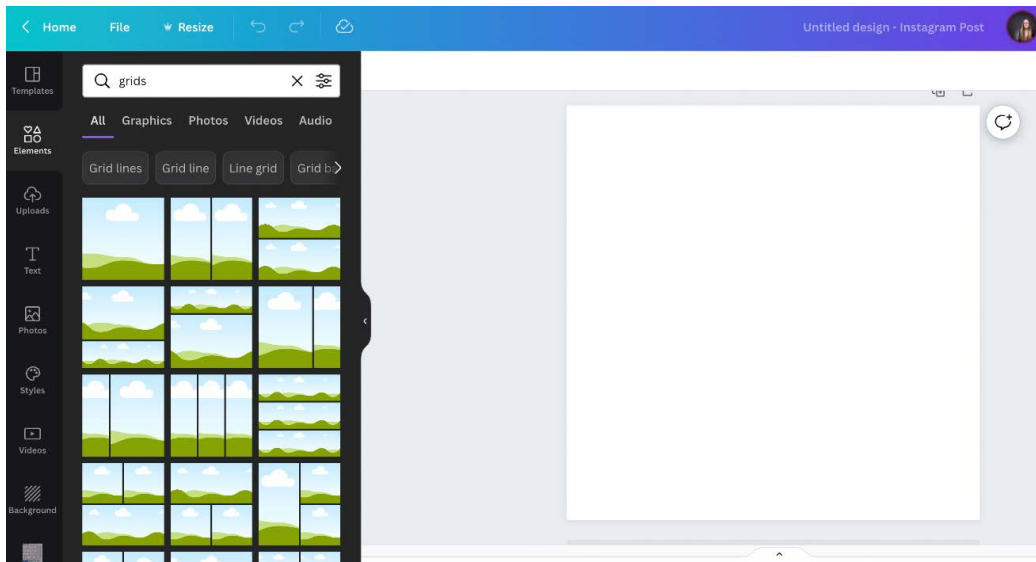 Home File Resize Untitled design - Instagram Post
Templates
Elements
Uploads
Text
Photos
Styles
Videos
Background
grids
All Graphics Photos Videos Audio
Grid lines Grid line Line grid Grid